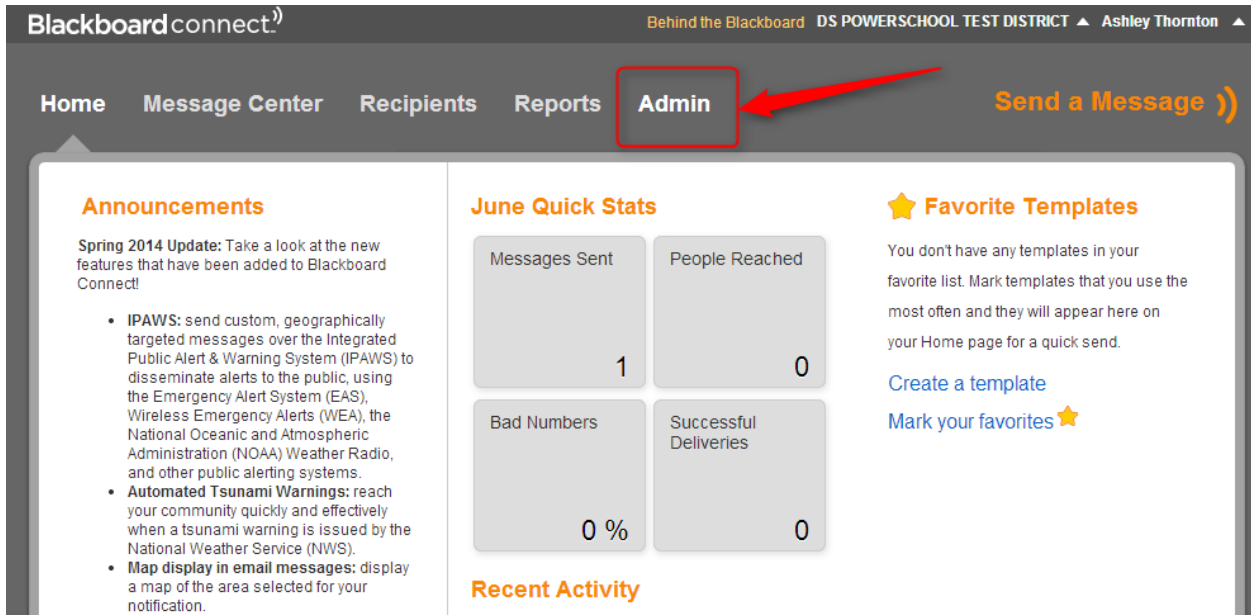 Blackboard connect.
Behind the Blackboard DS POWERSCHOOL TEST DISTRICT Ashley Thornton
Home Message Center Recipients Reports Admin Send a Message
Announcements
Spring 2014 Update: Take a look at the new
features that have been added to Blackboard
Connect!
• IPAWS: send custom, geographically
targeted messages over the Integrated
Public Alert & Warning System (IPAWS) to
disseminate alerts to the public, using
the Emergency Alert System (EAS),
Wireless Emergency Alerts (WEA), the
National Oceanic and Atmospheric
Administration (NOAA) Weather Radio,
and other public alerting systems.
• Automated Tsunami Warnings: reach
your community quickly and effectively
when a tsunami warning is issued by the
National Weather Service (NWS).
• Map display in email messages: display
a map of the area selected for your
notification.
June Quick Stats
Messages Sent
1
People Reached
0
Bad Numbers
0 %
Successful
Deliveries
0
Recent Activity
Favorite Templates
You don't have any templates in your
favorite list. Mark templates that you use the
most often and they will appear here on
your Home page for a quick send.
Create a template
Mark your favorites